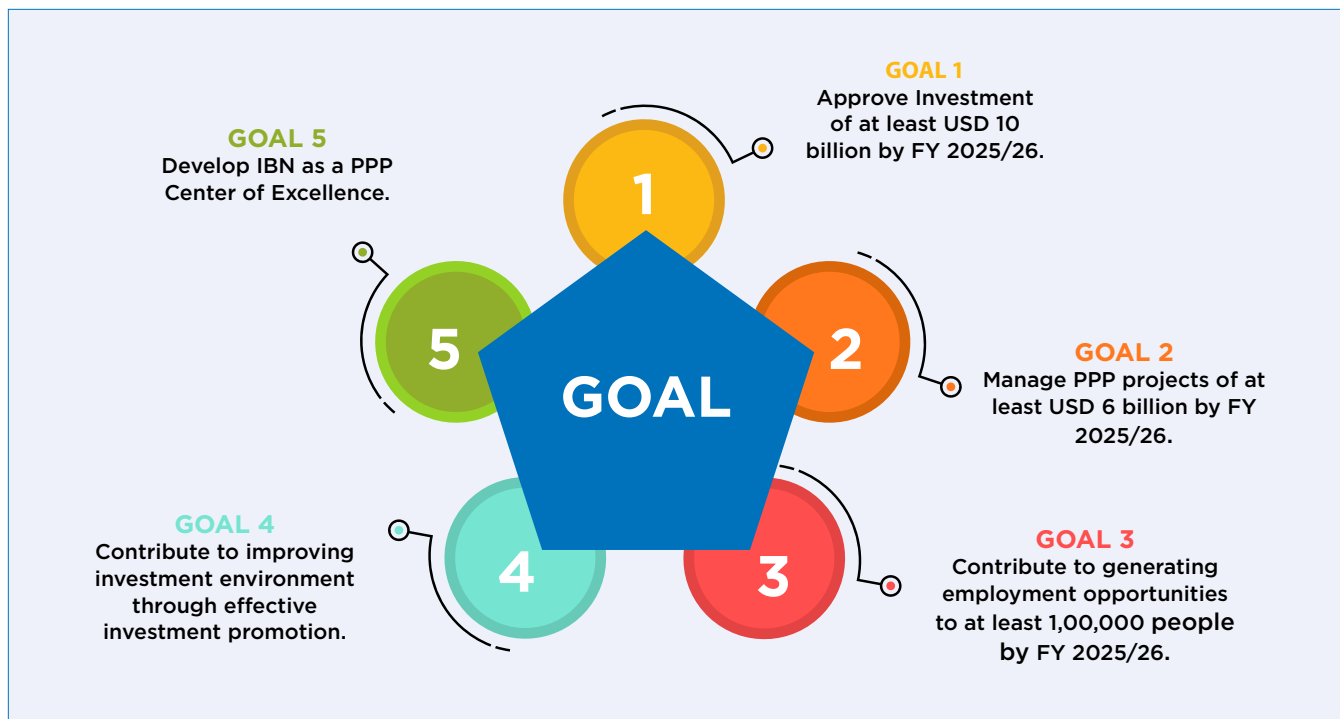 GOAL 1
Approve Investment
of at least USD 10
billion by FY 2025/26.
GOAL 5
Develop IBN as a PPP
Center of Excellence.
1
5
2
GOAL
GOAL 2
Manage PPP projects of at
least USD 6 billion by FY
2025/26.
GOAL 4
Contribute to improving
investment environment
through effective
investment promotion.
4
3
GOAL 3
Contribute to generating
employment opportunities
to at least 1,00,000 people
by FY 2025/26.